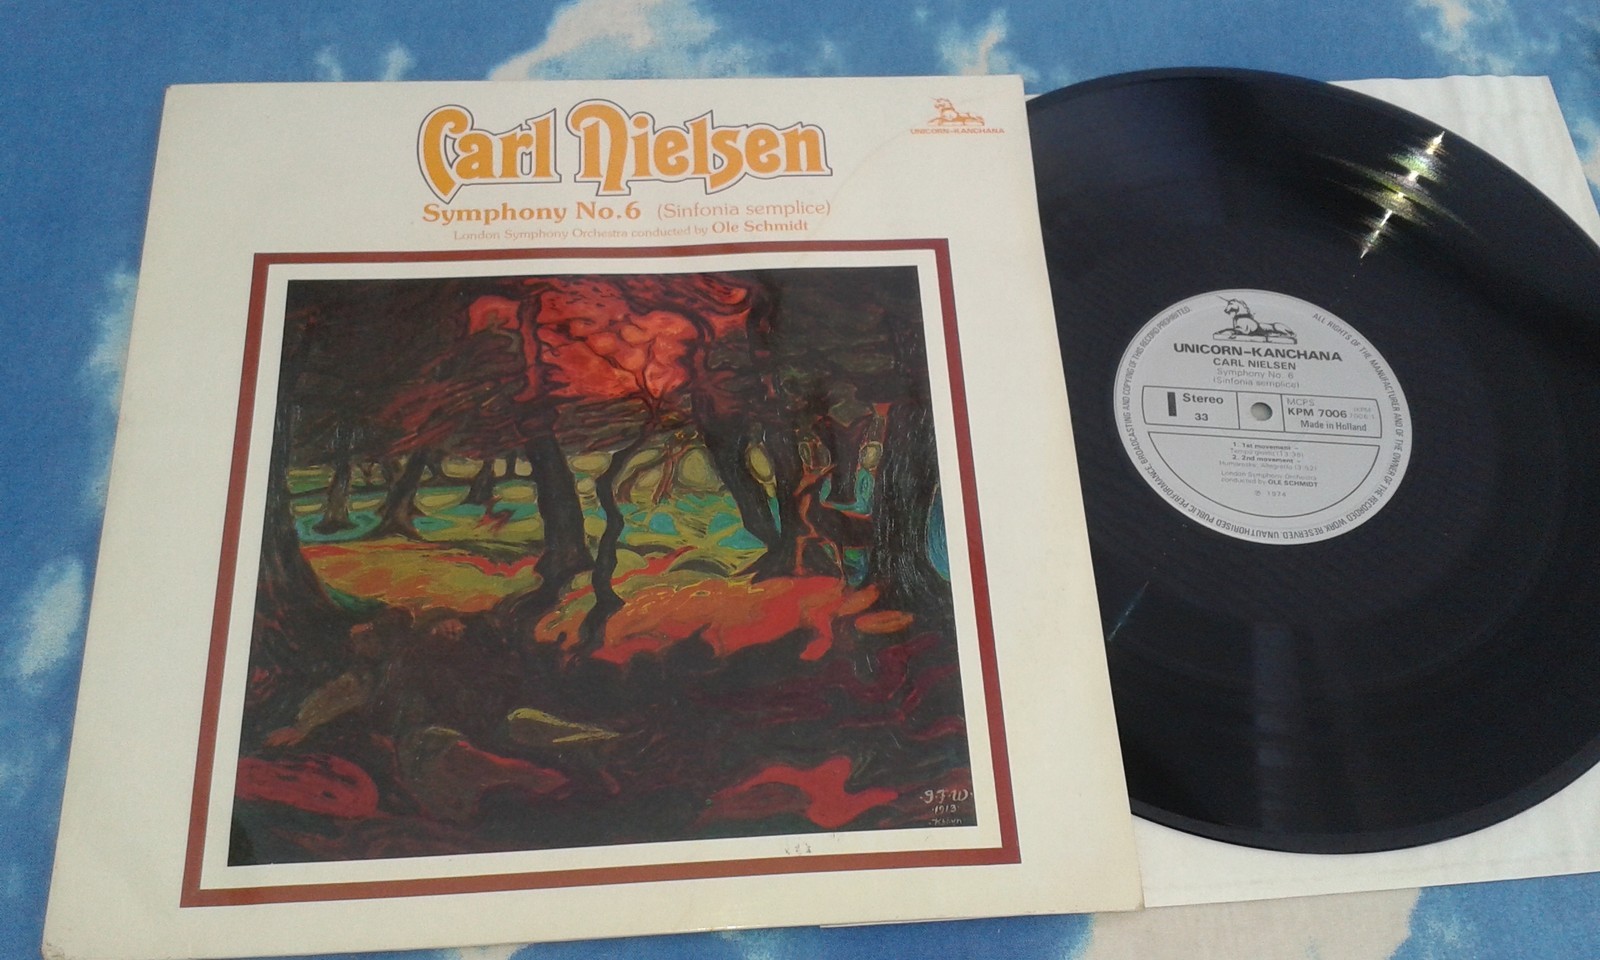 Carl Nielsen
UNICORN-KANCHANA
Symphony No.6 (Sinfonia semplice)
London Symphony Orchestra conducted by Ole Schmidt
J.F.W.
1913
ALL RIGHTS OF THE MANUFACTURER AND OF THE OWNER OF THE RECORDED WORK RESERVED. UNAUTHORISED PUBLIC PERFORMANCE, BROADCASTING AND COPYING OF THIS RECORD PROHIBITED.
UNICORN-KANCHANA
CARL NIELSEN
Symphony No. 6
(Sinfonia semplice)
Stereo
33
MCPS
KPM 7006
Made in Holland
1. 1st movement -
2. 2nd movement -
London Symphony Orchestra
conducted by OLE SCHMIDT
℗ 1974